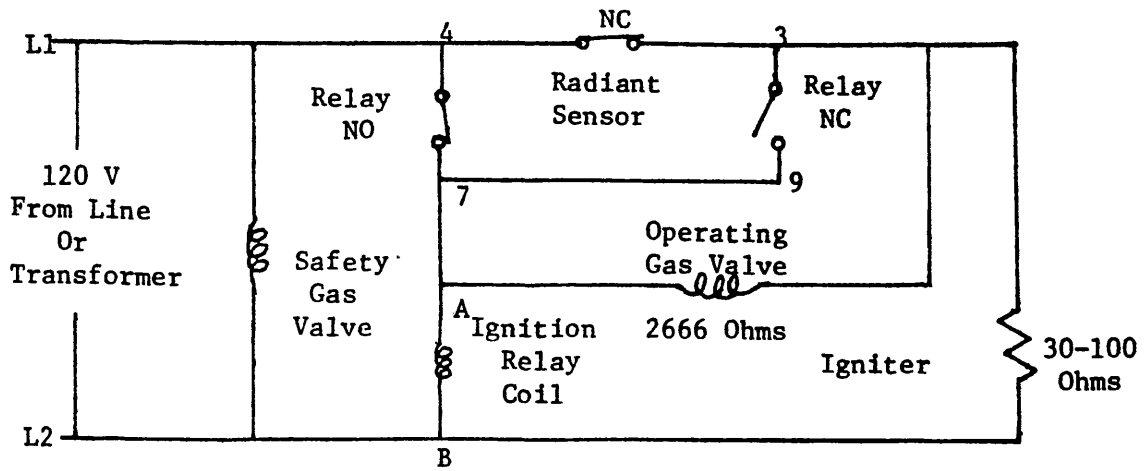 NC
L1
4
3
Relay
NO
Radiant
Sensor
Relay
NC
120 V
From Line
Or
Transformer
7
9
Safety
Gas
Valve
Operating
Gas Valve
2666 Ohms
A
Ignition
Relay
Coil
Igniter
30-100
Ohms
L2
B